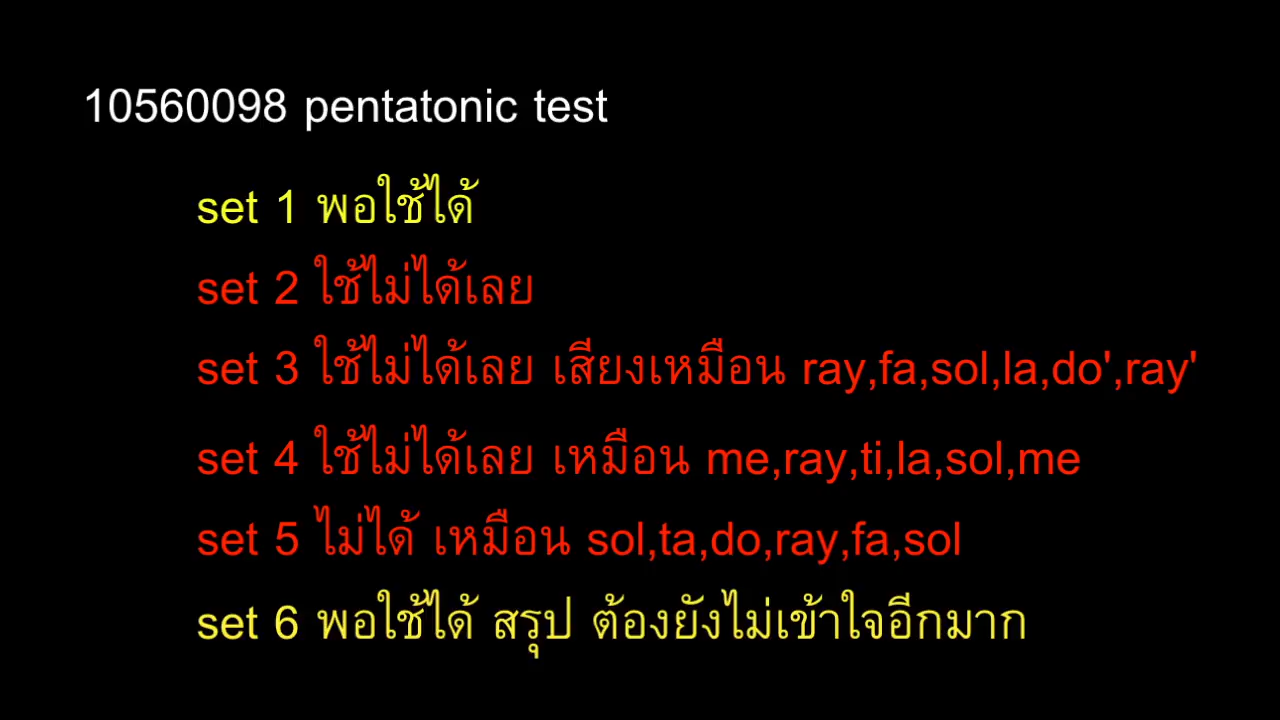 10560098 pentatonic test
set 1 พอใช้ได้
set 2 ใช้ไม่ได้เลย
set 3 ใช้ไม่ได้เลย เสียงเหมือน ray,fa,sol,la,do',ray'
set 4 ใช้ไม่ได้เลย เหมือน me,ray,ti,la,sol,me
set 5 ไม่ได้ เหมือน sol,ta,do,ray,fa,sol
set 6 พอใช้ได้ สรุป ต้องยังไม่เข้าใจอีกมาก